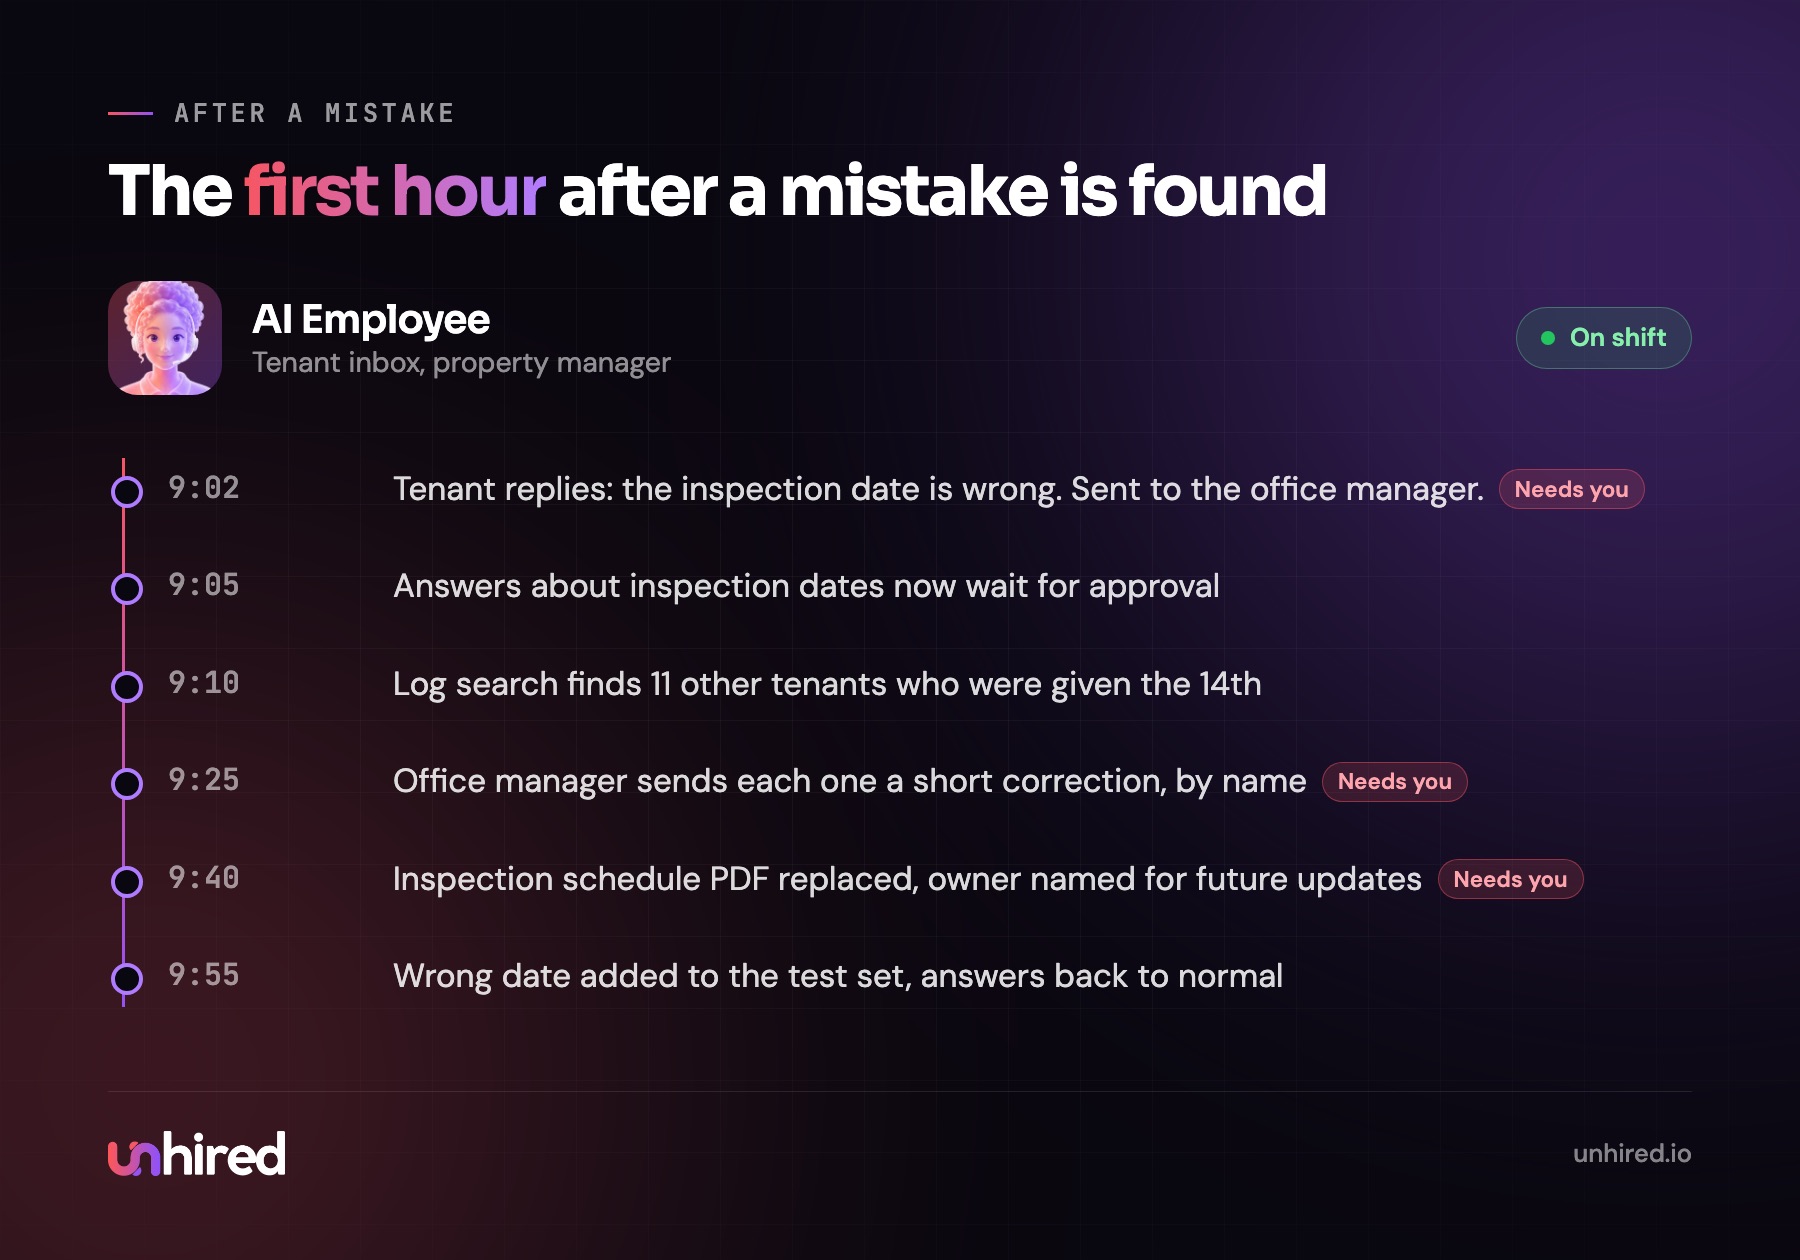 AFTER A MISTAKE
The first hour after a mistake is found
AI Employee
Tenant inbox, property manager
On shift
9:02 Tenant replies: the inspection date is wrong. Sent to the office manager. Needs you
9:05 Answers about inspection dates now wait for approval
9:10 Log search finds 11 other tenants who were given the 14th
9:25 Office manager sends each one a short correction, by name Needs you
9:40 Inspection schedule PDF replaced, owner named for future updates Needs you
9:55 Wrong date added to the test set, answers back to normal
unhired
unhired.io